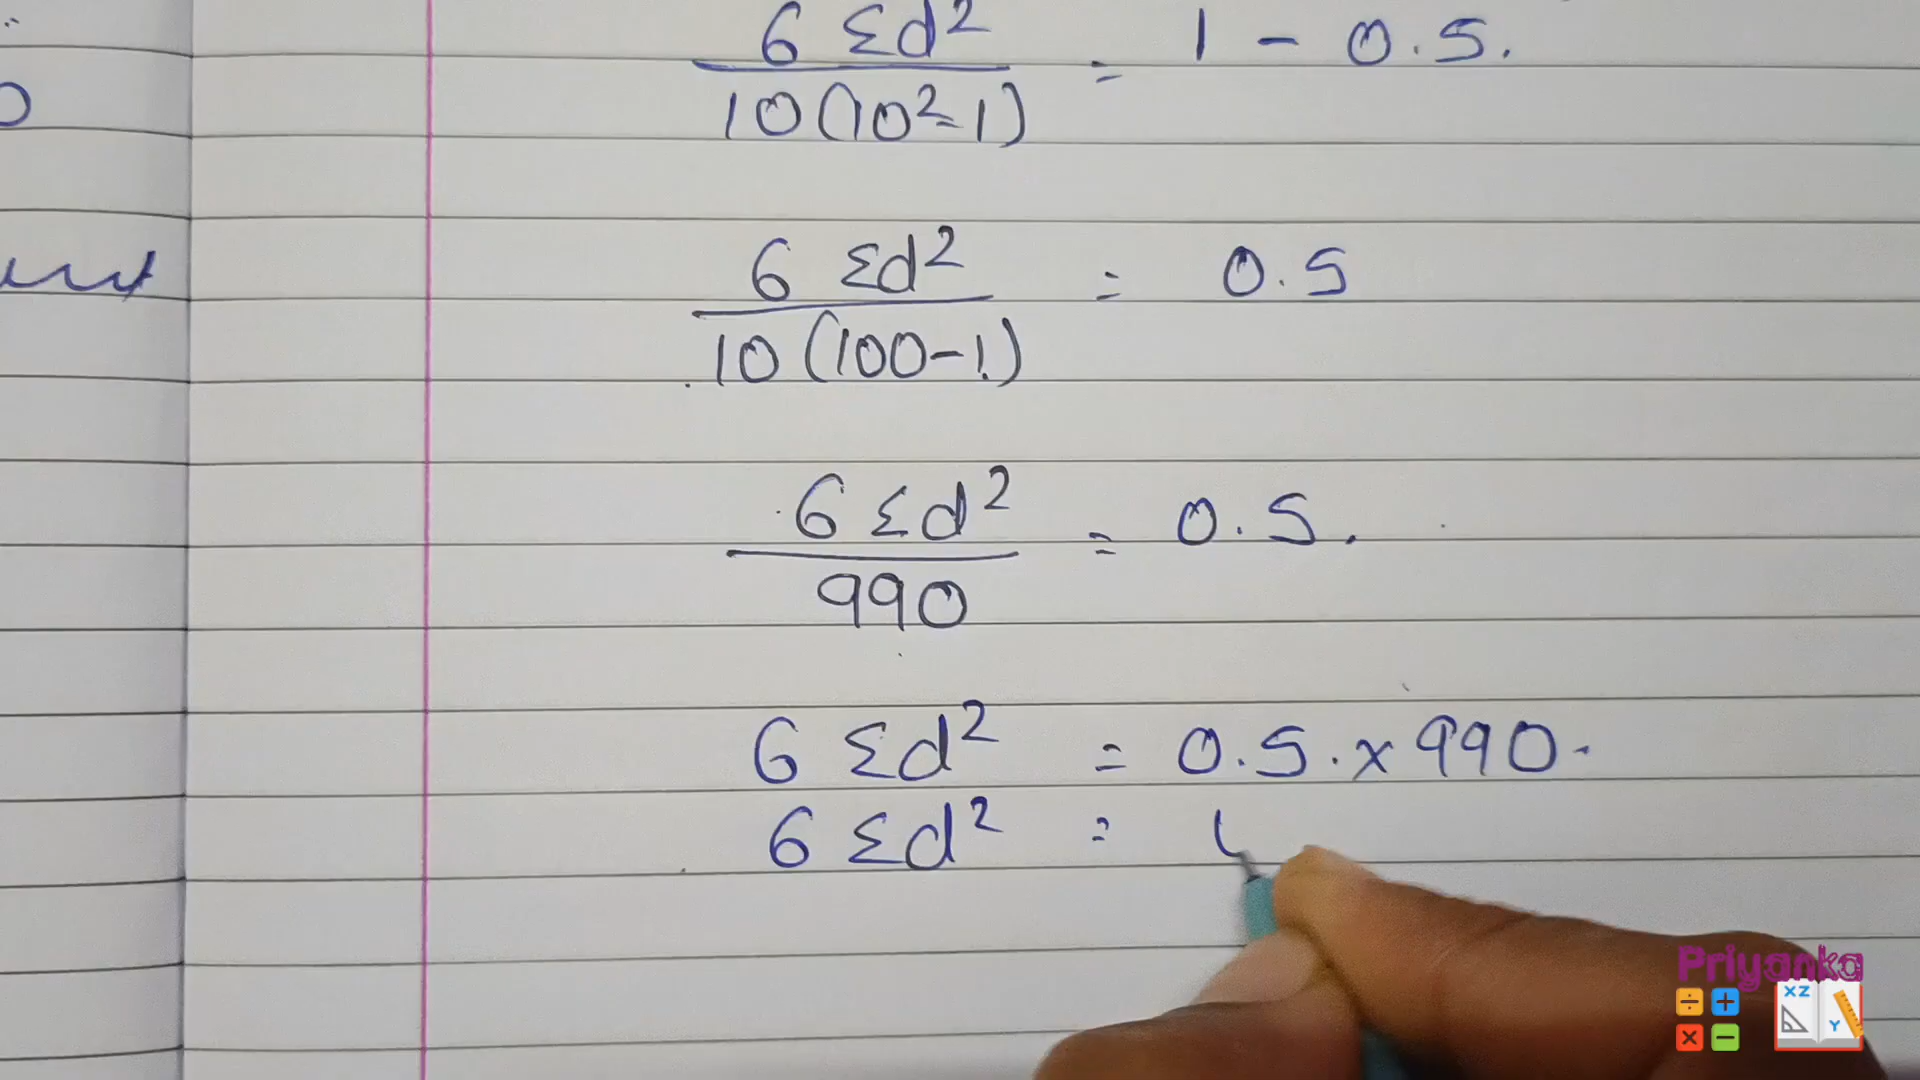 6 Σd² / 10(10²-1) = 1 - 0.5.
6 Σd² / 10(100-1) = 0.5
6 Σd² / 990 = 0.5.
6 Σd² = 0.5. × 990.
6 Σd² =
Priyanka
÷ + XZ
× − Y